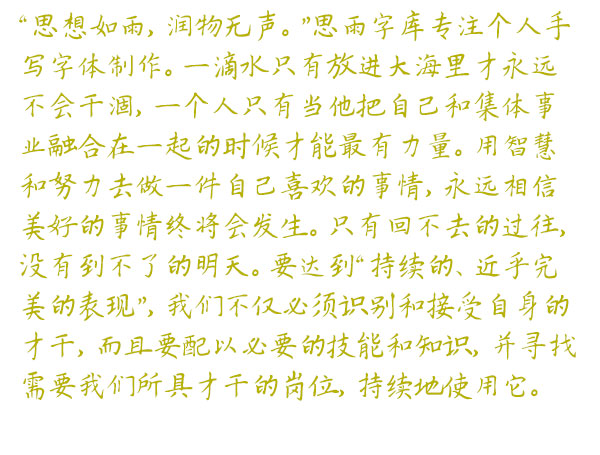 “思想如雨，润物无声。”思雨字库专注个人手
写字体制作。一滴水只有放进大海里才永远
不会干涸，一个人只有当他把自己和集体事
业融合在一起的时候才能最有力量。用智慧
和努力去做一件自己喜欢的事情，永远相信
美好的事情终将会发生。只有回不去的过往，
没有到不了的明天。要达到“持续的、近乎完
美的表现”，我们不仅必须识别和接受自身的
才干，而且要配以必要的技能和知识，并寻找
需要我们所具才干的岗位，持续地使用它。